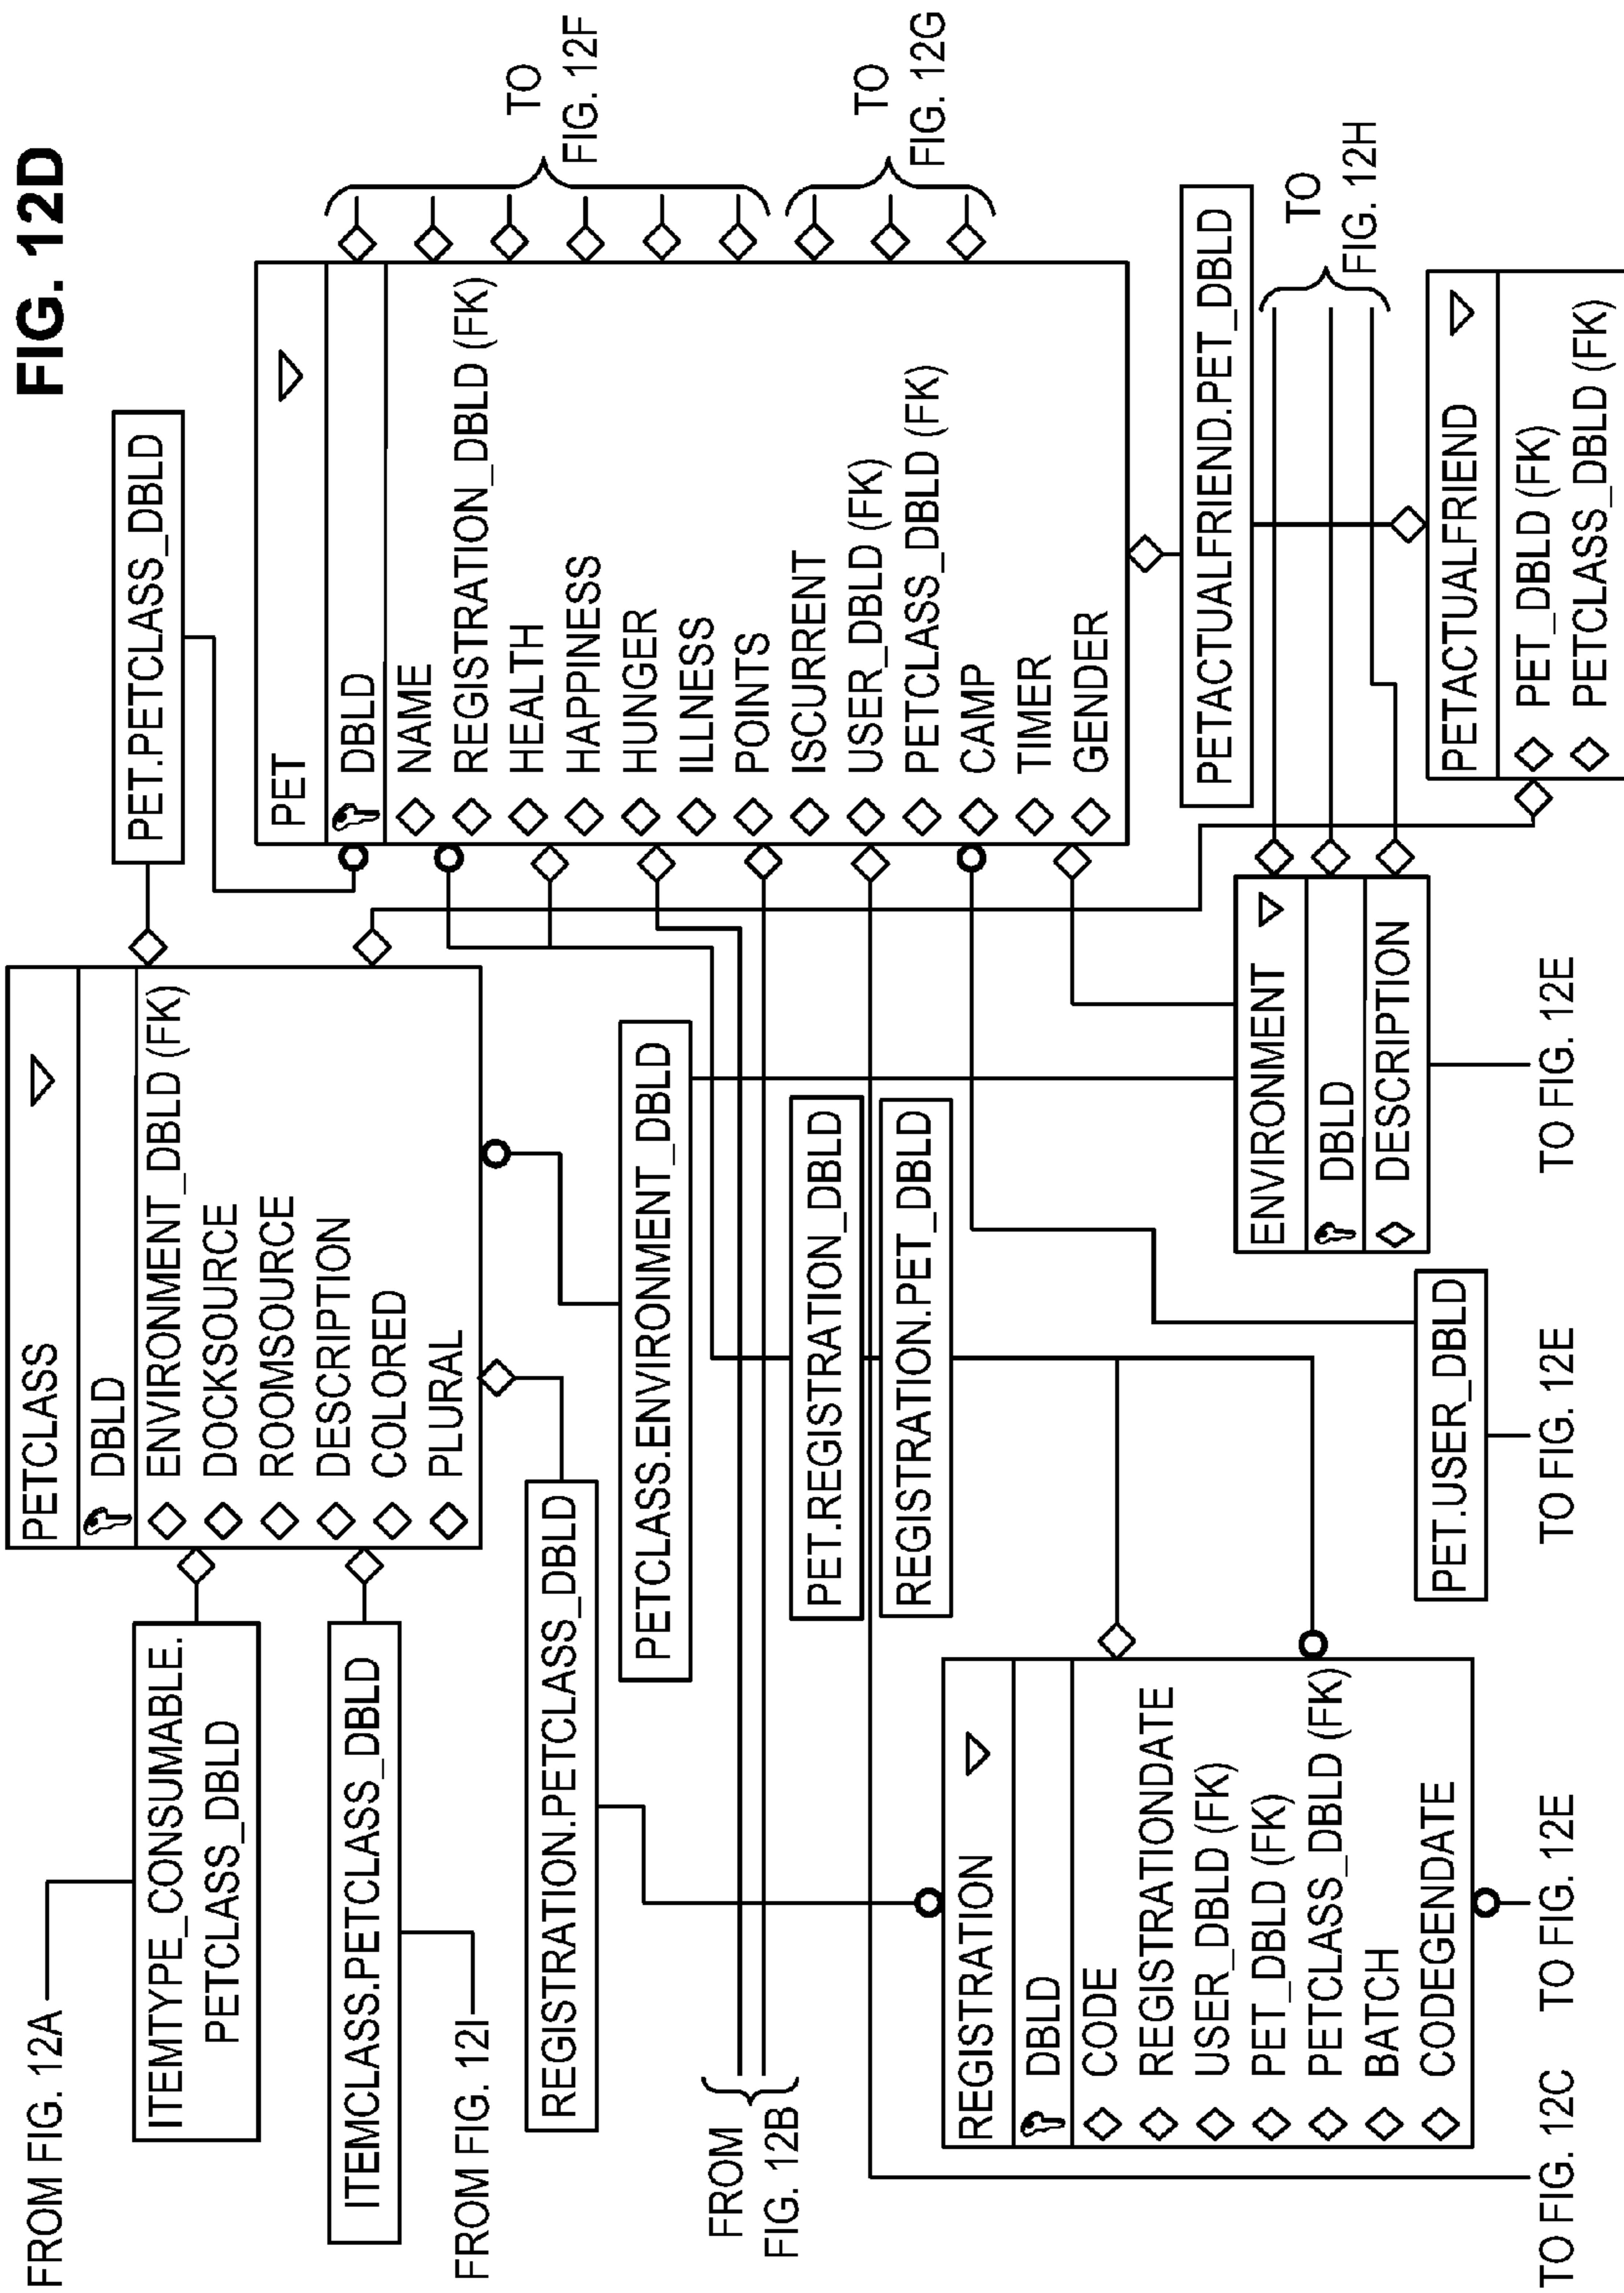 FIG. 12D
FROM FIG. 12A
ITEMTYPE_CONSUMABLE.
PETCLASS_DBLD
ITEMCLASS.PETCLASS_DBLD
FROM FIG. 12I
PETCLASS
DBLD
ENVIRONMENT_DBLD (FK)
DOCKSOURCE
ROOMSOURCE
DESCRIPTION
COLORED
PLURAL
PET.PETCLASS_DBLD
PET
DBLD
NAME
REGISTRATION_DBLD (FK)
HEALTH
HAPPINESS
HUNGER
ILLNESS
POINTS
ISCURRENT
USER_DBLD (FK)
PETCLASS_DBLD (FK)
CAMP
TIMER
GENDER
TO
FIG. 12F
TO
FIG. 12G
REGISTRATION.PETCLASS_DBLD
PETCLASS.ENVIRONMENT_DBLD
FROM
FIG. 12B
PET.REGISTRATION_DBLD
REGISTRATION.PET_DBLD
REGISTRATION
DBLD
CODE
REGISTRATIONDATE
USER_DBLD (FK)
PET_DBLD (FK)
PETCLASS_DBLD (FK)
BATCH
CODEGENDATE
PETACTUALFRIEND.PET_DBLD
TO
FIG. 12H
ENVIRONMENT
DBLD
DESCRIPTION
PETACTUALFRIEND
PET_DBLD (FK)
PETCLASS_DBLD (FK)
PET.USER_DBLD
TO FIG. 12C
TO FIG. 12E
TO FIG. 12E
TO FIG. 12E